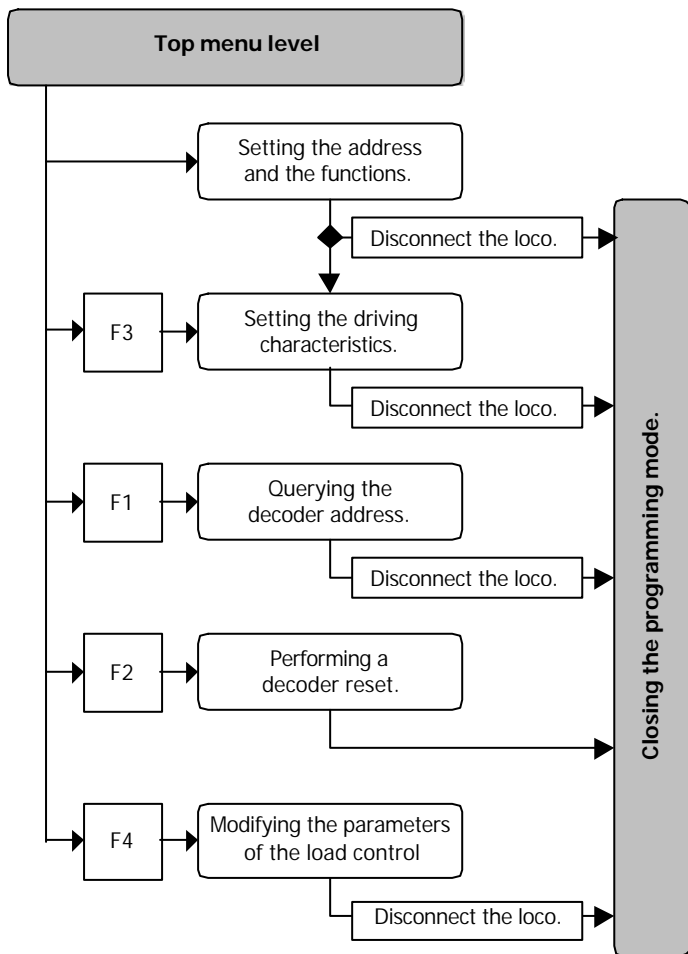 Top menu level
Setting the address
and the functions.
Disconnect the loco.
F3
Setting the driving
characteristics.
Disconnect the loco.
F1
Querying the
decoder address.
Disconnect the loco.
F2
Performing a
decoder reset.
F4
Modifying the parameters
of the load control
Disconnect the loco.
Closing the programming mode.